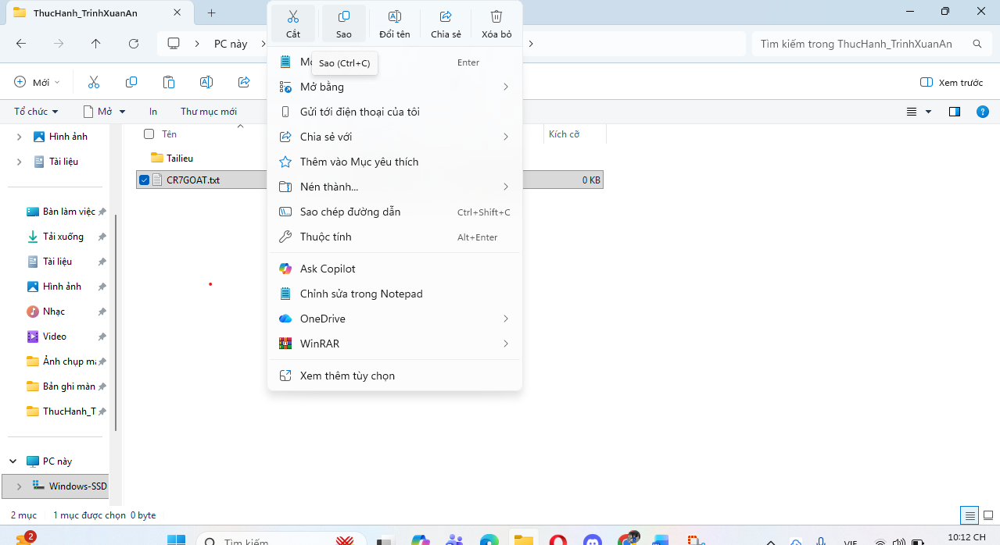 ThucHanh_TrinhXuanAn
Cắt
Sao
Đổi tên
Chia sẻ
Xóa bỏ
PC này
Tìm kiếm trong ThucHanh_TrinhXuanAn
Sao (Ctrl+C)
Enter
Mới
Xem trước
Mở bằng
Tổ chức
Mở
In
Thư mục mới
Gửi tới điện thoại của tôi
Hình ảnh
Tên
Chia sẻ với
Kích cỡ
Tài liệu
Tailieu
Thêm vào Mục yêu thích
CR7GOAT.txt
0 KB
Nén thành...
Bàn làm việc
Sao chép đường dẫn
Ctrl+Shift+C
Tải xuống
Thuộc tính
Alt+Enter
Tài liệu
Ask Copilot
Hình ảnh
Chỉnh sửa trong Notepad
Nhạc
OneDrive
Video
WinRAR
Ảnh chụp
Bản ghi màn
Xem thêm tùy chọn
ThucHanh_T
PC này
Windows-SSD
2 mục
1 mục được chọn 0 byte
2
Tìm kiếm
VIE
10:12 CH